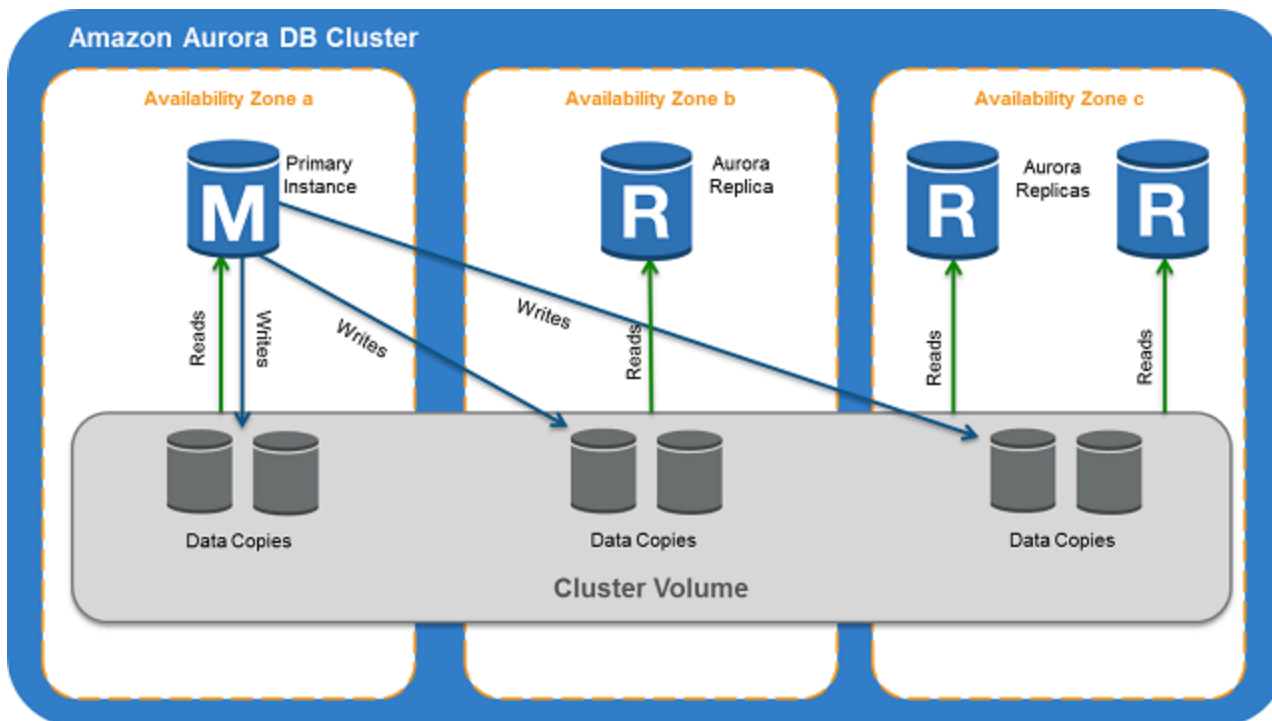 Amazon Aurora DB Cluster
Availability Zone a
Availability Zone b
Availability Zone c
M
Primary
Instance
R
Aurora
Replica
R
Aurora
Replicas
R
Reads
Writes
Writes
Writes
Reads
Reads
Reads
Data Copies
Data Copies
Data Copies
Cluster Volume